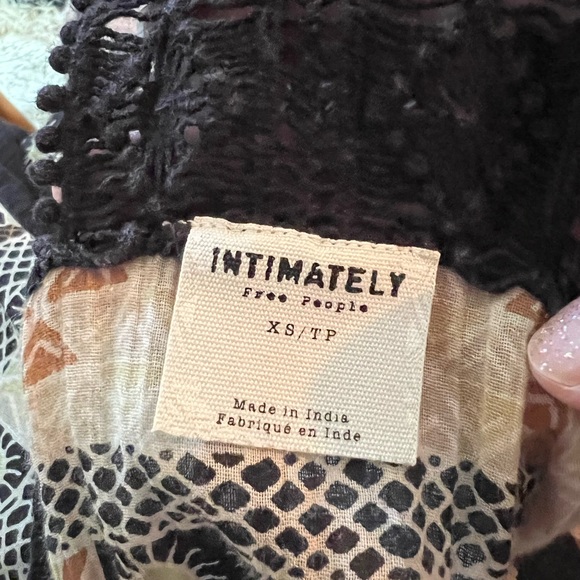 INTIMATELY
Free People
XS/TP
Made in India
Fabriqué en Inde